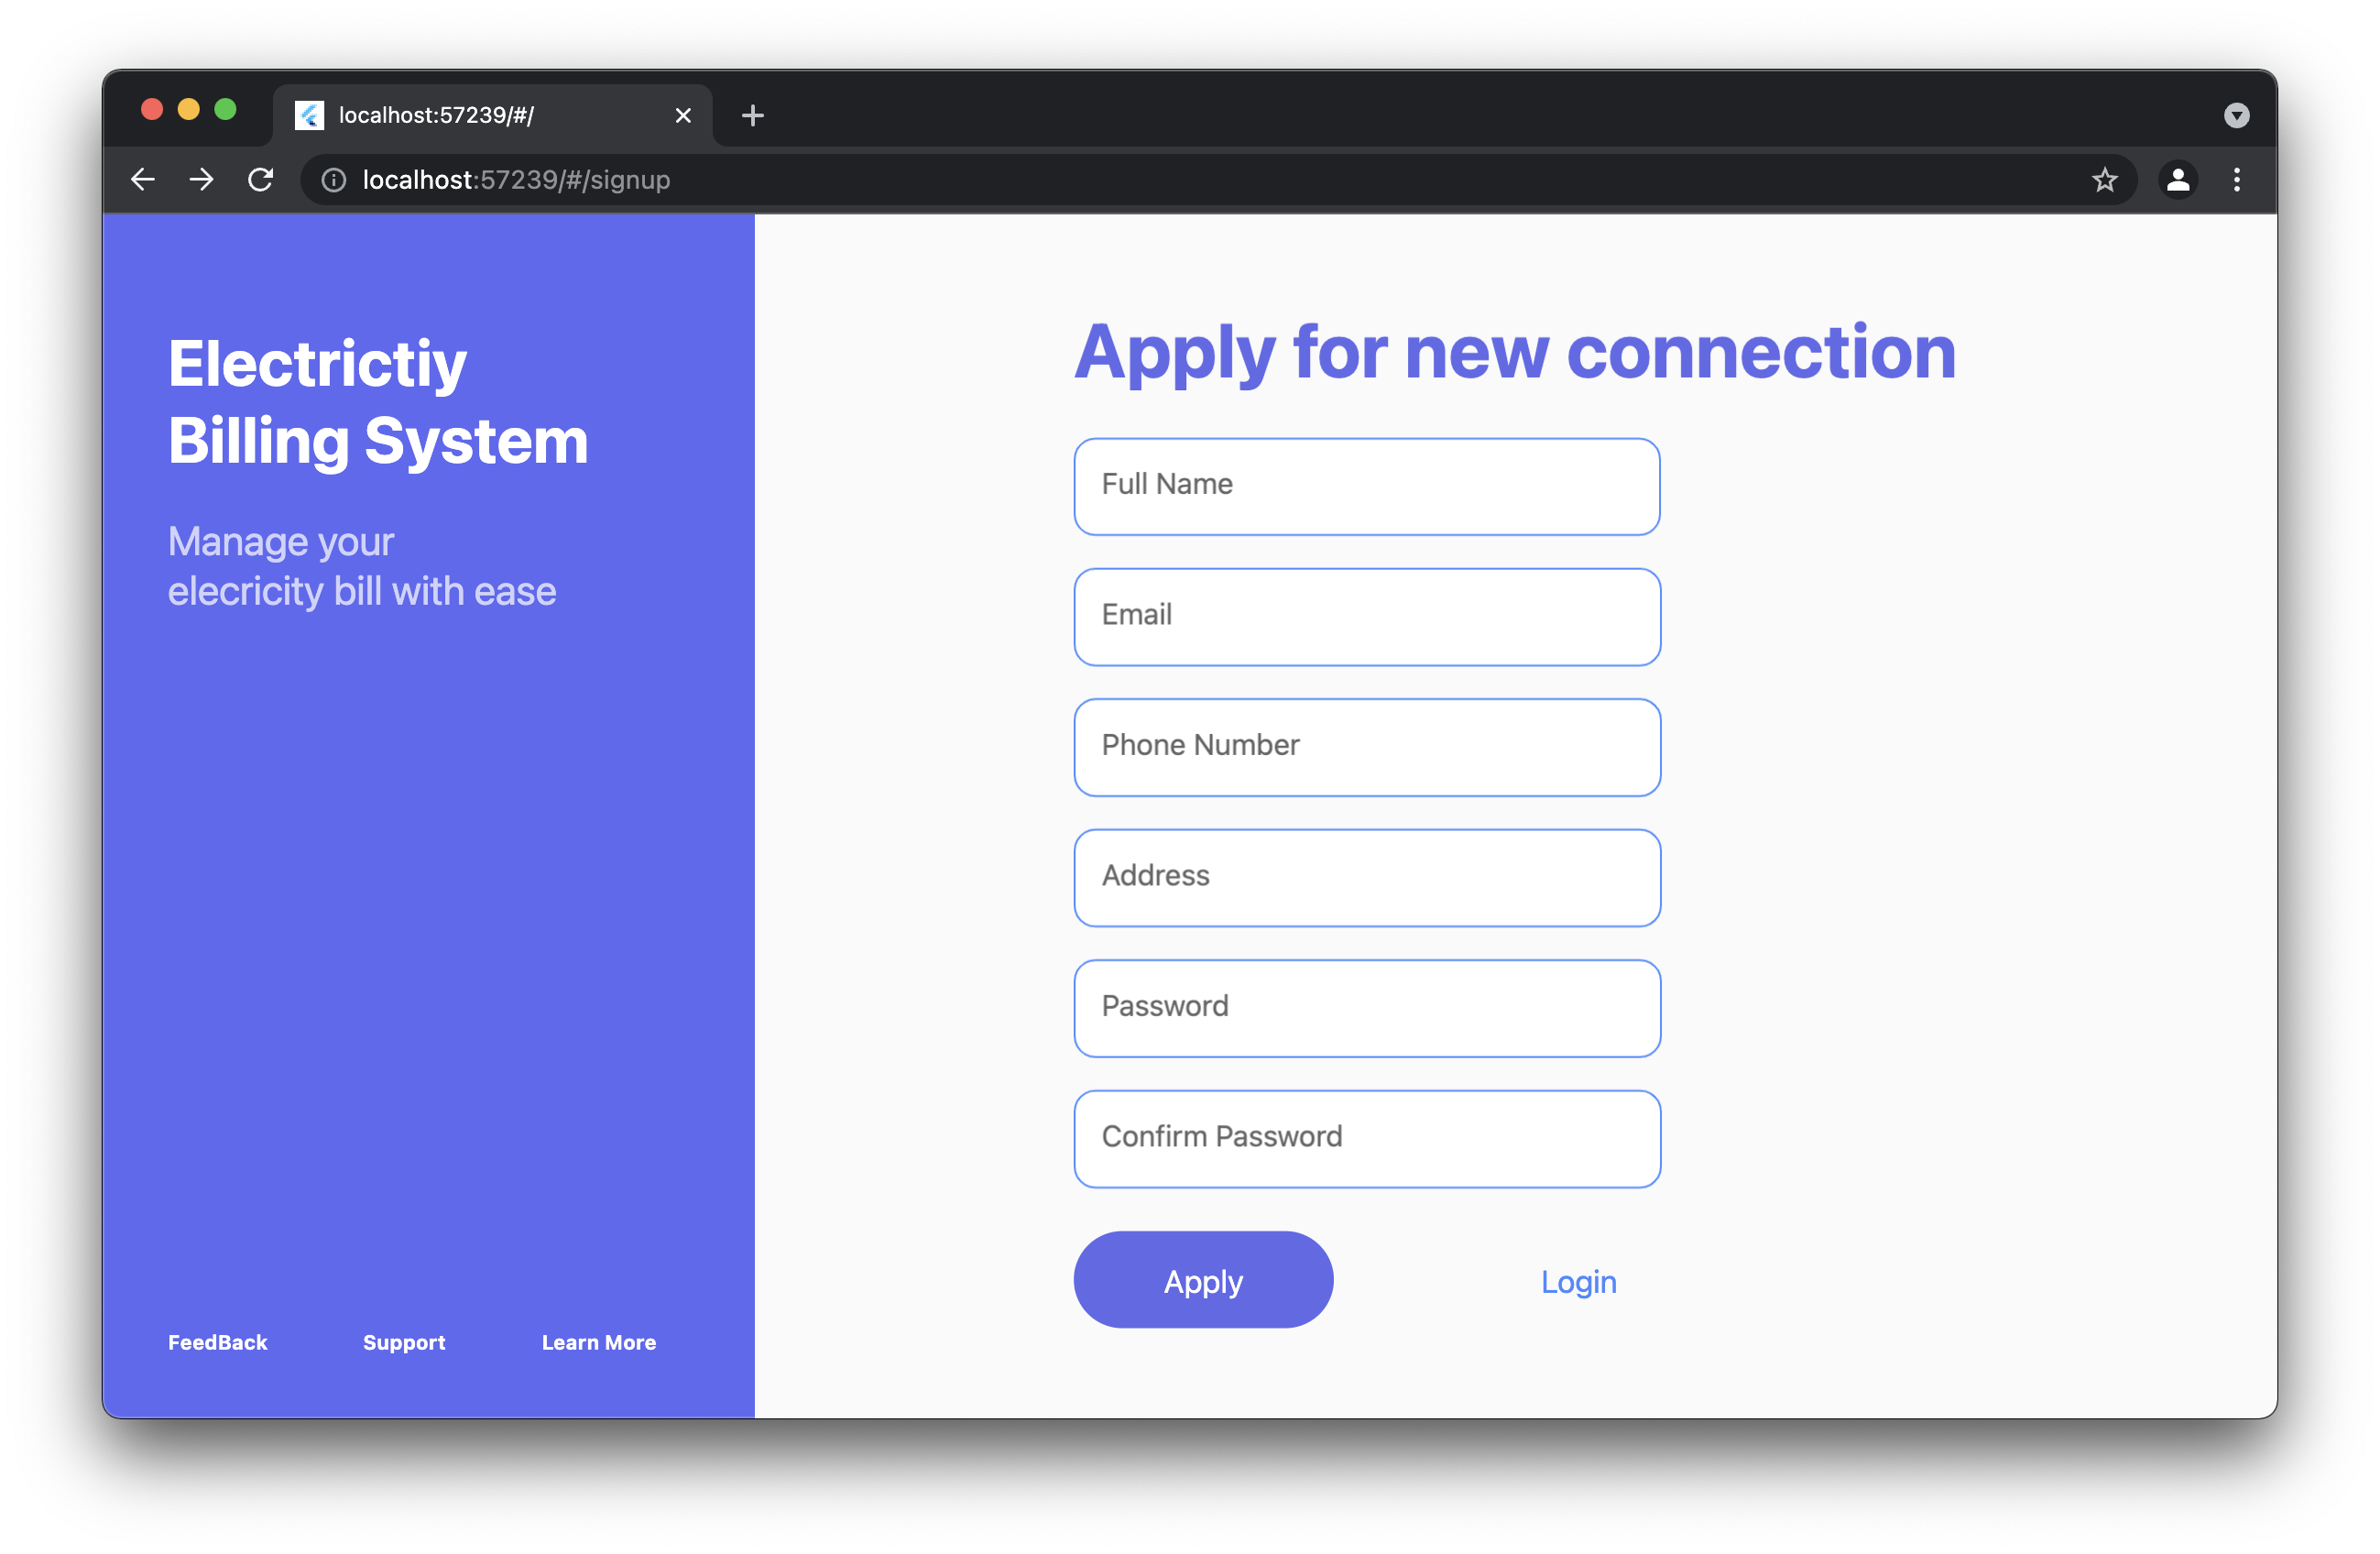 localhost:57239/#/
localhost:57239/#/signup
Electrictiy
Billing System
Manage your
elecricity bill with ease
FeedBack
Support
Learn More
Apply for new connection
Full Name
Email
Phone Number
Address
Password
Confirm Password
Apply
Login